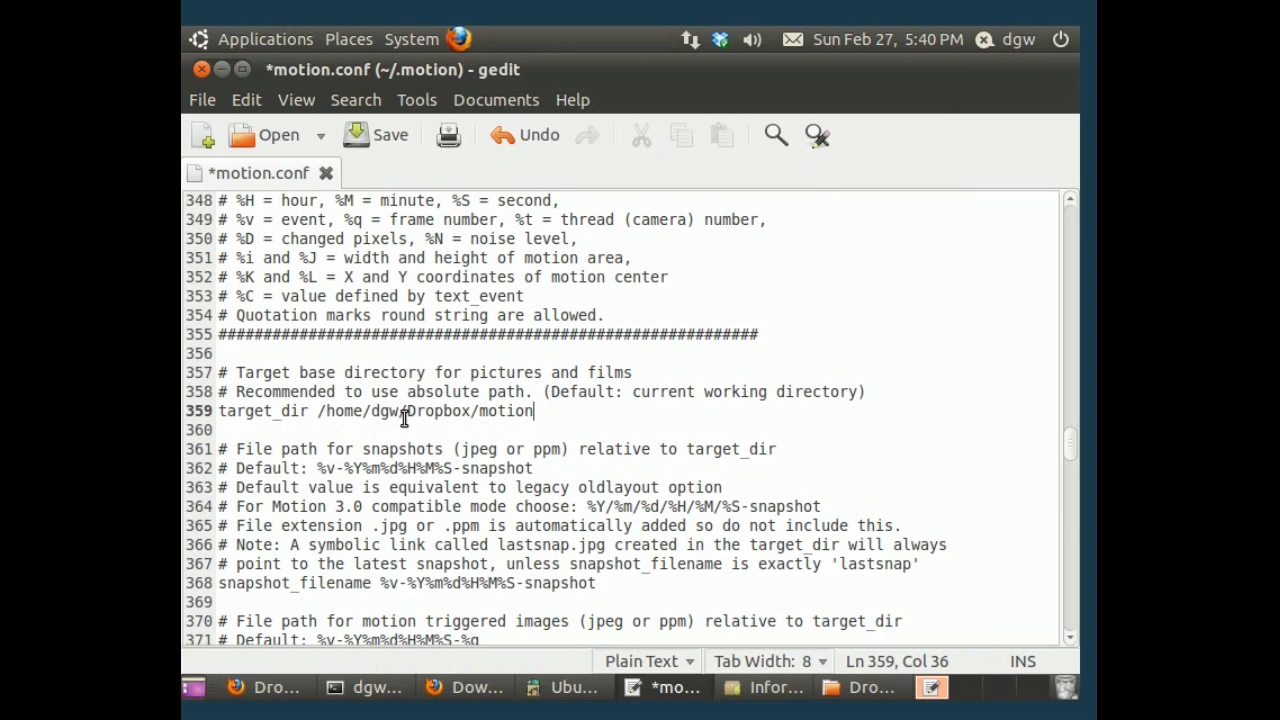 Applications Places System Sun Feb 27, 5:40 PM dgw
*motion.conf (~/.motion) - gedit
File Edit View Search Tools Documents Help
Open Save Undo
*motion.conf
348 # %H = hour, %M = minute, %S = second,
349 # %v = event, %q = frame number, %t = thread (camera) number,
350 # %D = changed pixels, %N = noise level,
351 # %i and %J = width and height of motion area,
352 # %K and %L = X and Y coordinates of motion center
353 # %C = value defined by text_event
354 # Quotation marks round string are allowed.
355 ############################################################
356
357 # Target base directory for pictures and films
358 # Recommended to use absolute path. (Default: current working directory)
359 target_dir /home/dgw/Dropbox/motion
360
361 # File path for snapshots (jpeg or ppm) relative to target_dir
362 # Default: %v-%Y%m%d%H%M%S-snapshot
363 # Default value is equivalent to legacy oldlayout option
364 # For Motion 3.0 compatible mode choose: %Y/%m/%d/%H/%M/%S-snapshot
365 # File extension .jpg or .ppm is automatically added so do not include this.
366 # Note: A symbolic link called lastsnap.jpg created in the target_dir will always
367 # point to the latest snapshot, unless snapshot_filename is exactly 'lastsnap'
368 snapshot_filename %v-%Y%m%d%H%M%S-snapshot
369
370 # File path for motion triggered images (jpeg or ppm) relative to target_dir
371 # Default: %v-%Y%m%d%H%M%S-%q
Plain Text Tab Width: 8 Ln 359, Col 36 INS
Dro... dgw... Dow... Ubu... *mo... Infor... Dro...